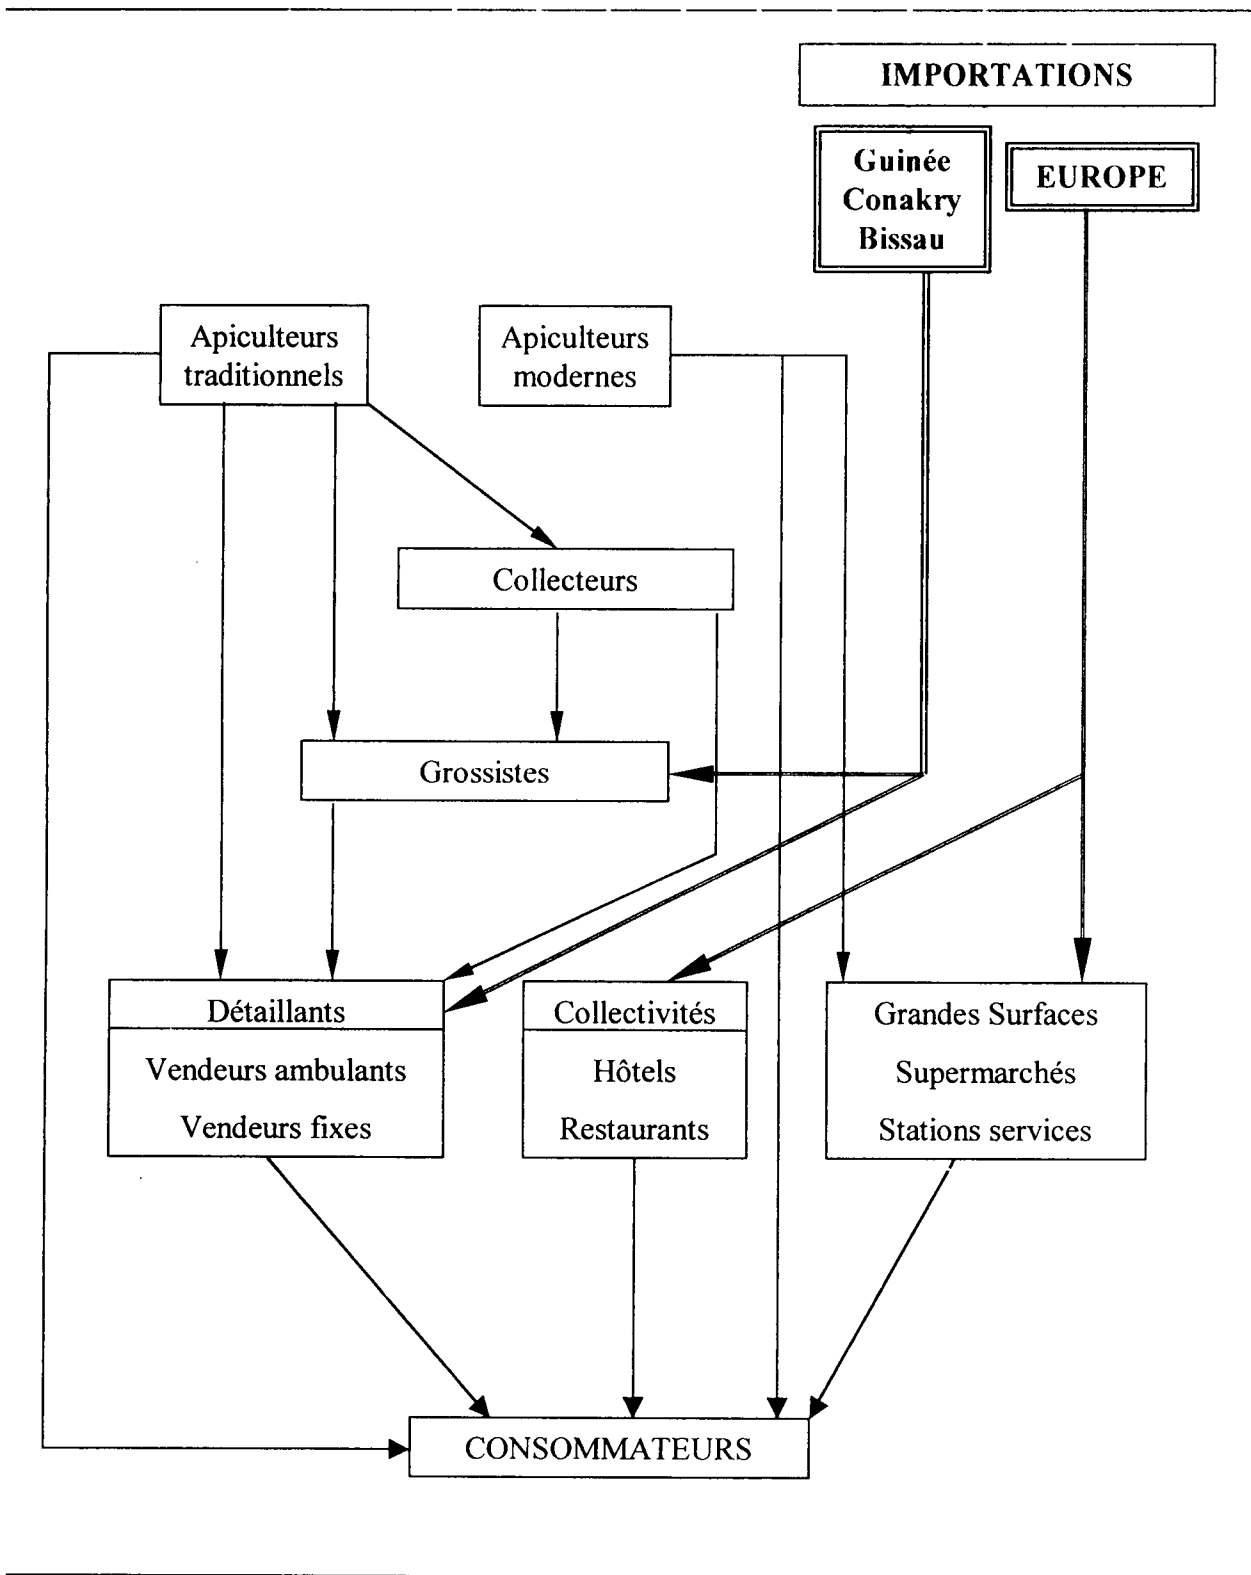 IMPORTATIONS
Guinée
Conakry
Bissau
EUROPE
Apiculteurs
traditionnels
Apiculteurs
modernes
Collecteurs
Grossistes
Détaillants
Vendeurs ambulants
Vendeurs fixes
Collectivités
Hôtels
Restaurants
Grandes Surfaces
Supermarchés
Stations services
CONSOMMATEURS